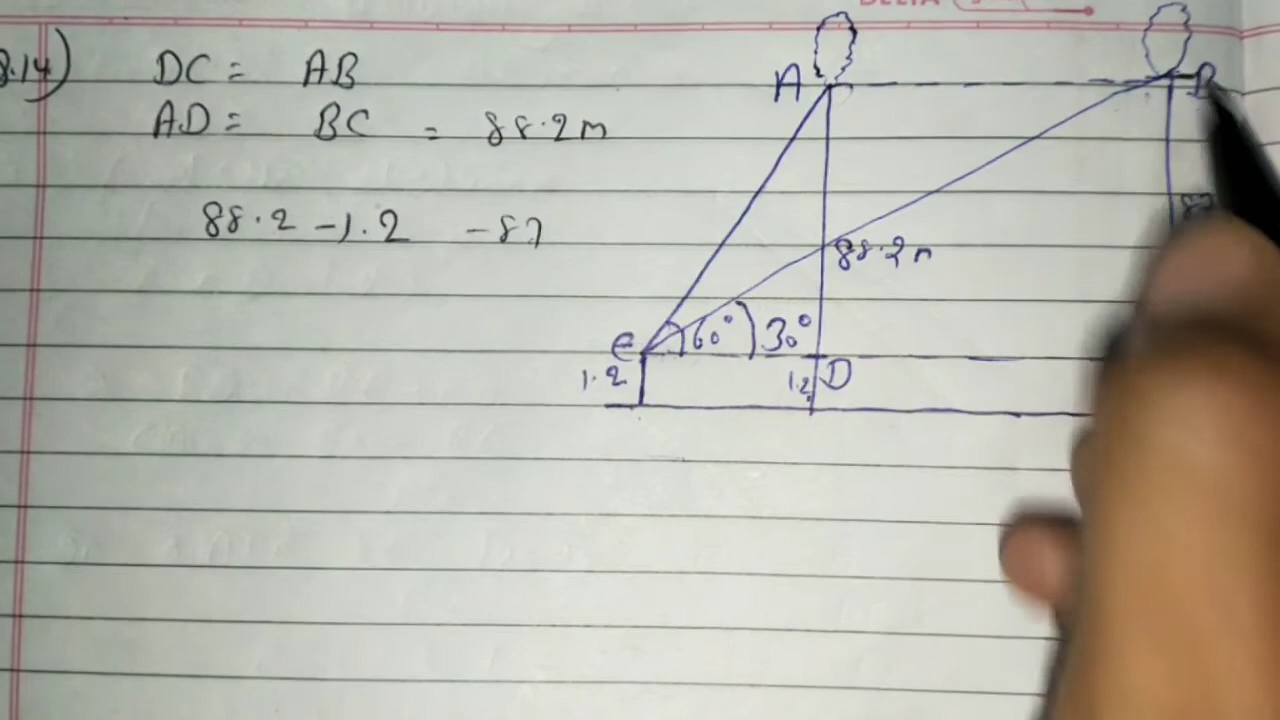 8.14) DC = AB
AD = BC = 88.2m
88.2 -1.2 -87
A
B
88.2 m
E 60° 30°
1.2 1.2 D